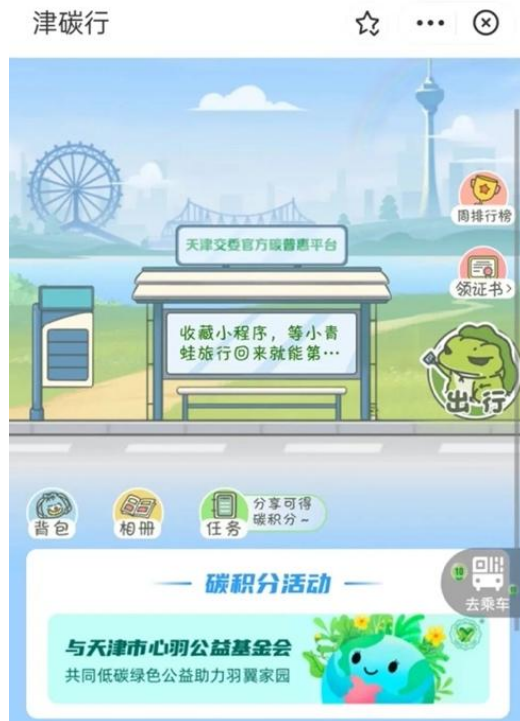 津碳行
周排行榜
天津交委官方碳普惠平台
领证书>
收藏小程序，等小青
蛙旅行回来就能第…
出行
背包
相册
任务
分享可得
碳积分~
碳积分活动
10
去乘车
与天津市心羽公益基金会
共同低碳绿色公益助力羽翼家园